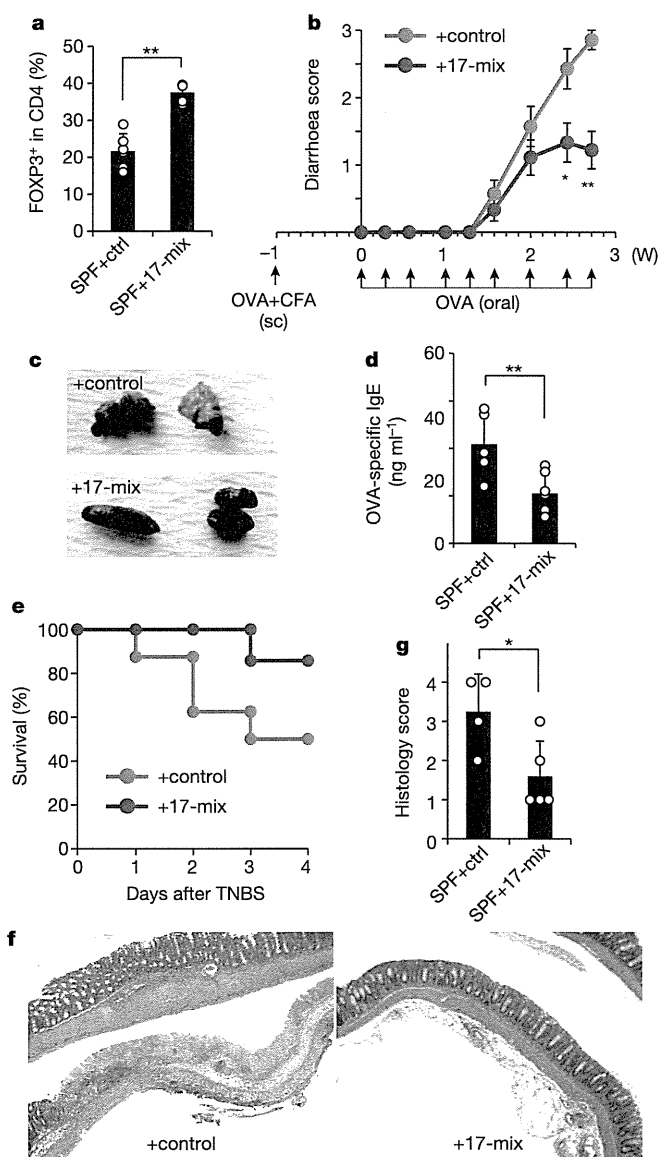 a
**
FOXP3⁺ in CD4 (%)
50
40
30
20
10
0
SPF+ctrl
SPF+17-mix
b
+control
+17-mix
Diarrhoea score
3
2
1
*
**
−1
0
1
2
3
(W)
OVA+CFA
(sc)
OVA (oral)
c
+control
+17-mix
d
**
OVA-specific IgE
(ng ml⁻¹)
60
40
20
0
SPF+ctrl
SPF+17-mix
e
Survival (%)
100
80
60
40
20
0
+control
+17-mix
0 1 2 3 4
Days after TNBS
g
*
Histology score
4
3
2
1
0
SPF+ctrl
SPF+17-mix
f
+control
+17-mix